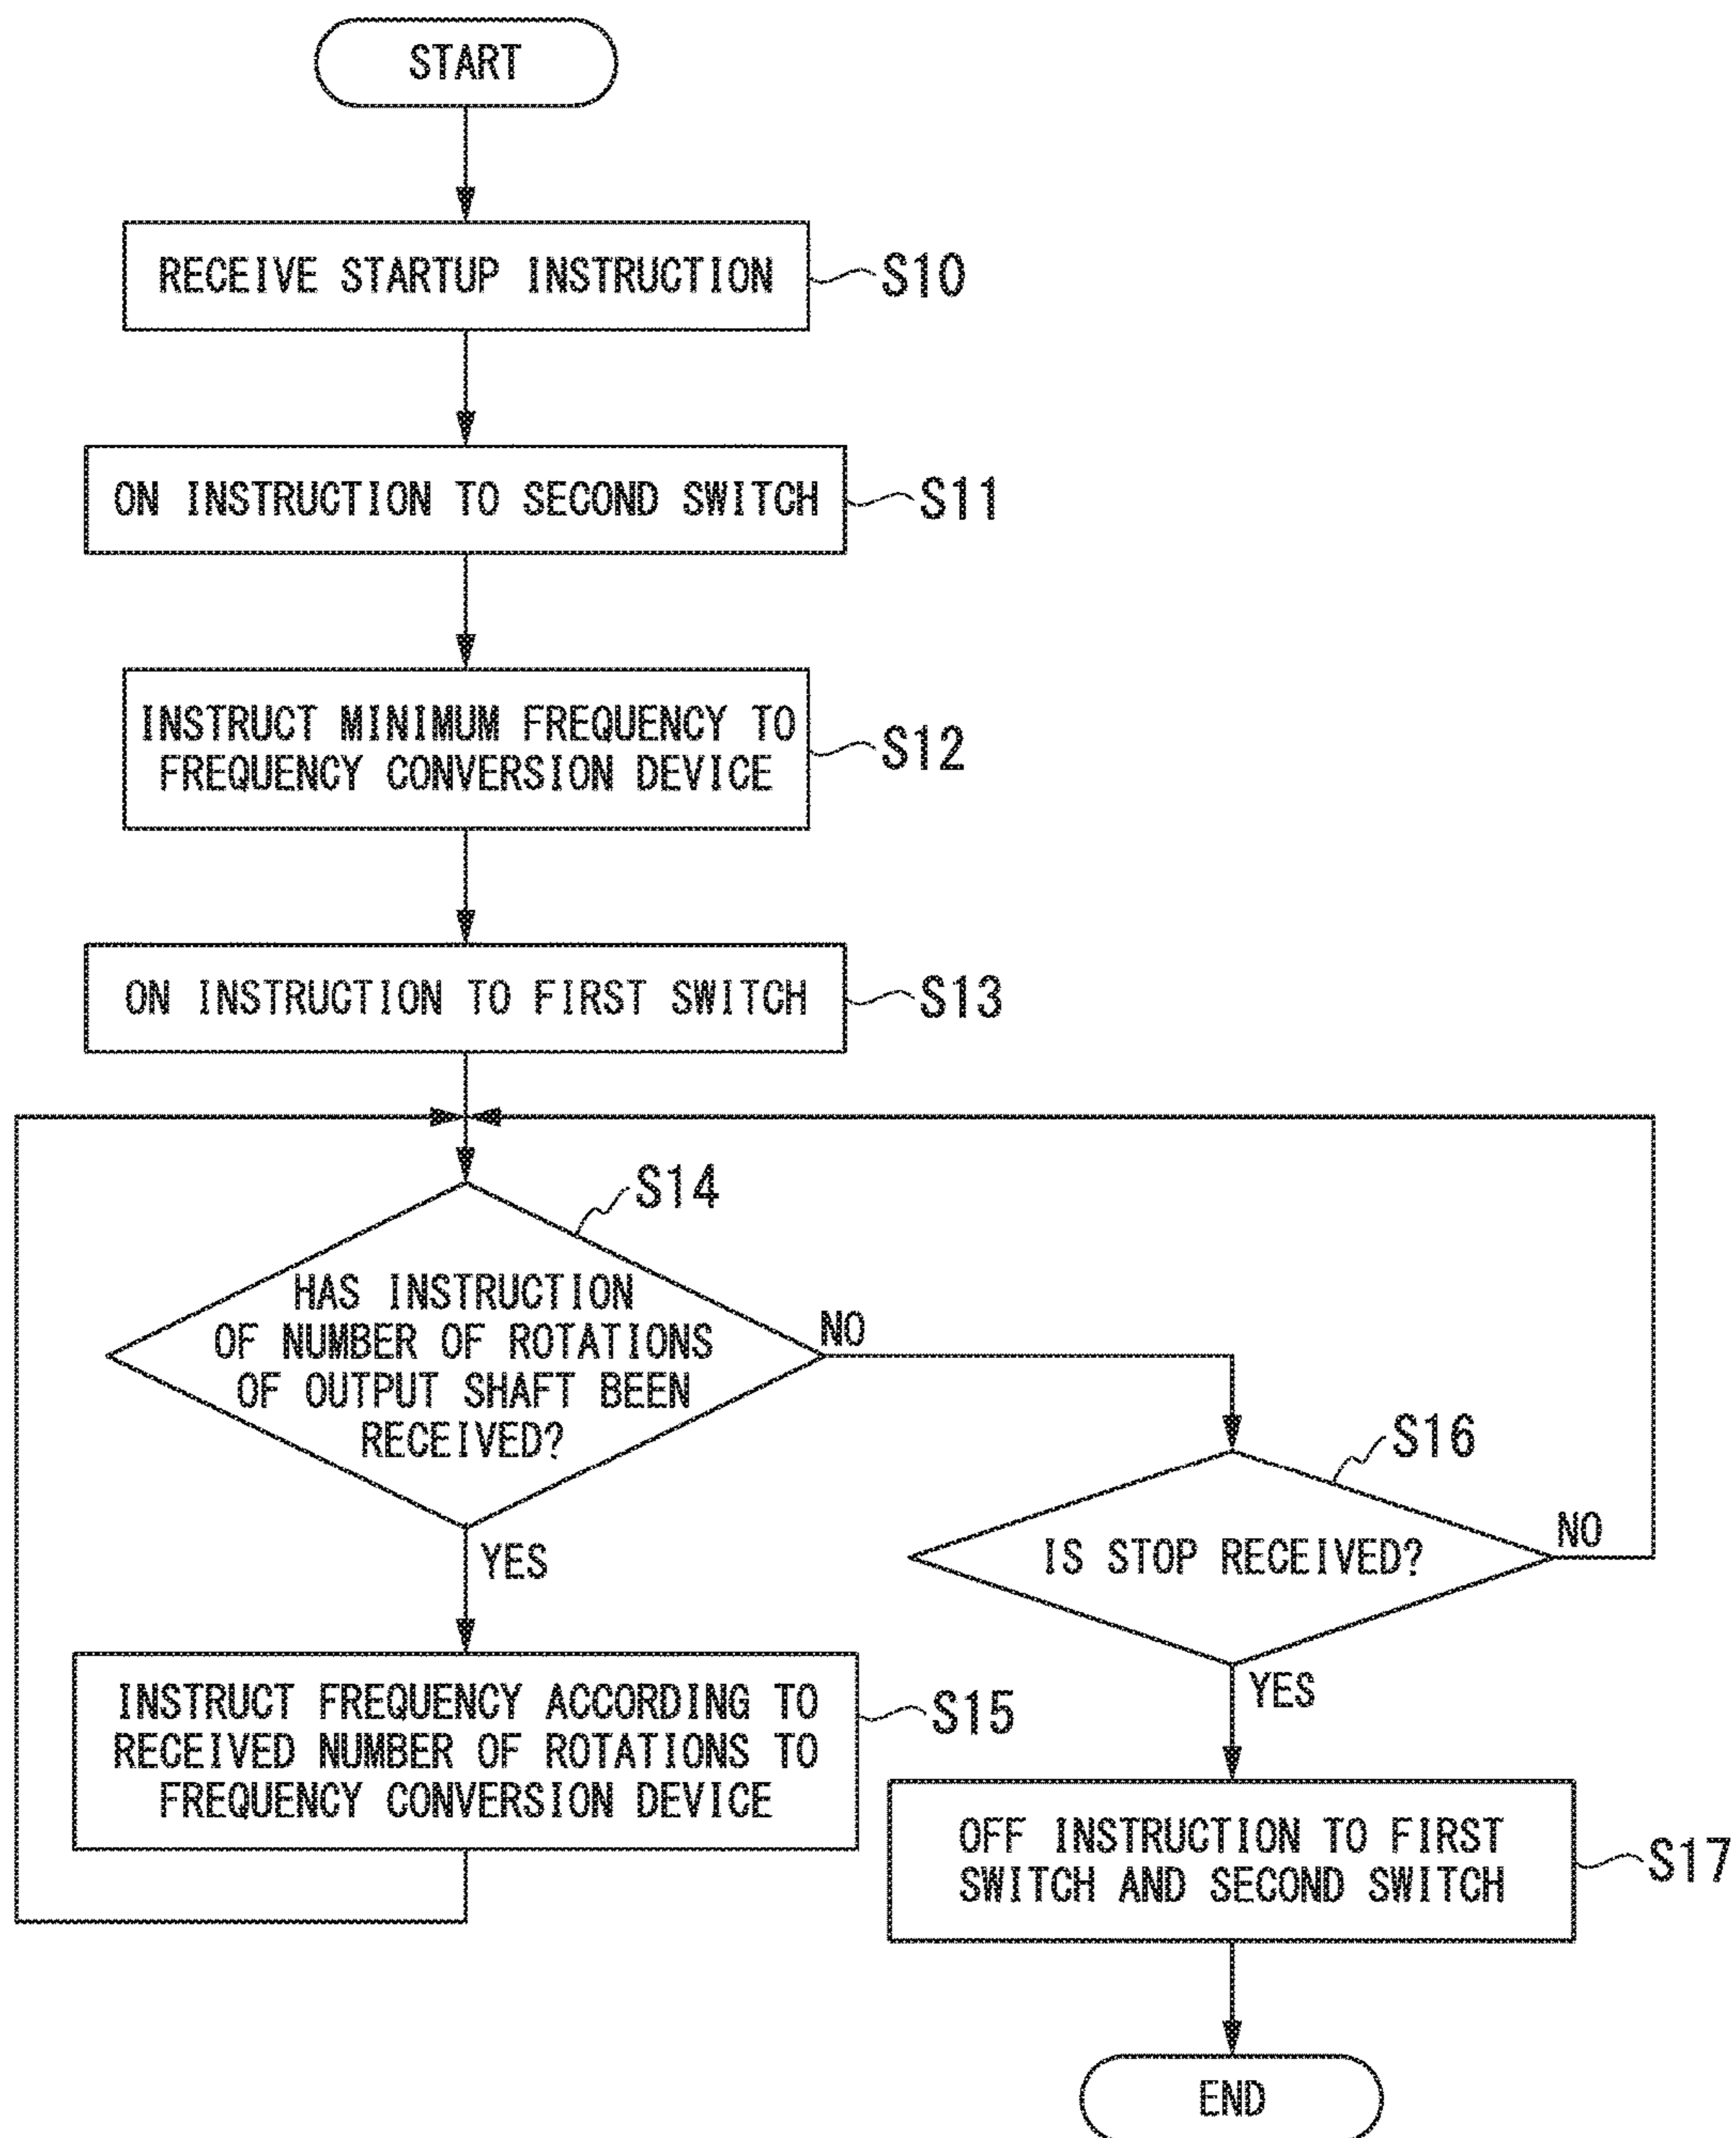 START
RECEIVE STARTUP INSTRUCTION
S10
ON INSTRUCTION TO SECOND SWITCH
S11
INSTRUCT MINIMUM FREQUENCY TO
FREQUENCY CONVERSION DEVICE
S12
ON INSTRUCTION TO FIRST SWITCH
S13
S14
HAS INSTRUCTION
OF NUMBER OF ROTATIONS
OF OUTPUT SHAFT BEEN
RECEIVED?
NO
YES
S16
IS STOP RECEIVED?
NO
YES
INSTRUCT FREQUENCY ACCORDING TO
RECEIVED NUMBER OF ROTATIONS TO
FREQUENCY CONVERSION DEVICE
S15
OFF INSTRUCTION TO FIRST
SWITCH AND SECOND SWITCH
S17
END